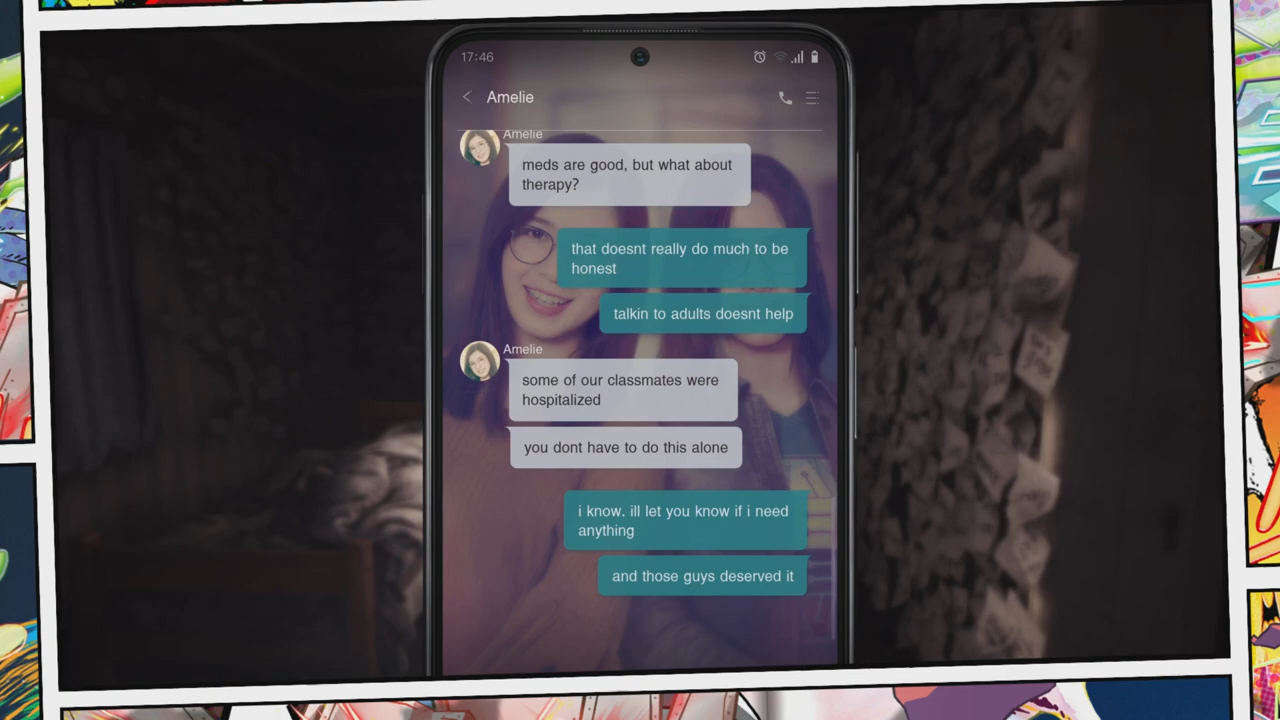 17:46
Amelie
Amelie
meds are good, but what about
therapy?
that doesnt really do much to be
honest
talkin to adults doesnt help
Amelie
some of our classmates were
hospitalized
you dont have to do this alone
i know. ill let you know if i need
anything
and those guys deserved it